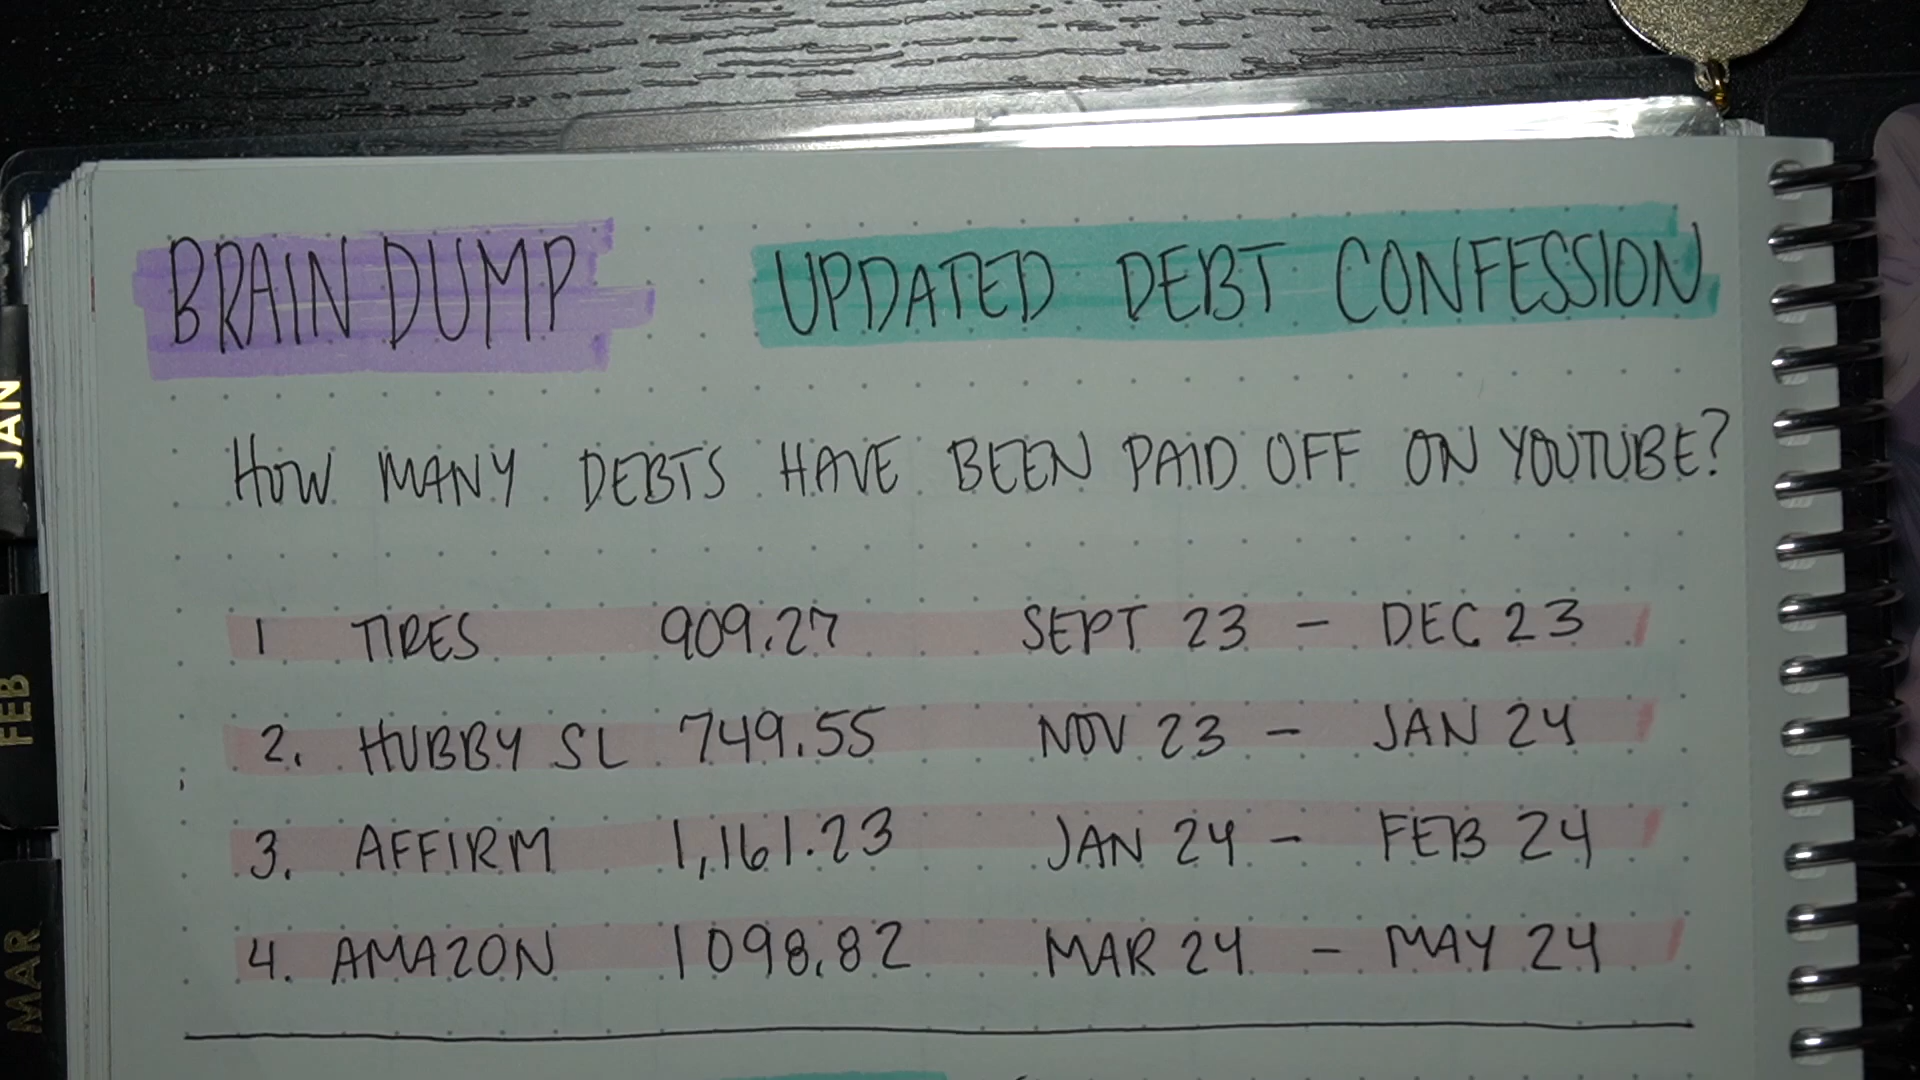 BRAIN DUMP UPDATED DEBT CONFESSION
HOW MANY DEBTS HAVE BEEN PAID OFF ON YOUTUBE?
1 TIRES 909.27 SEPT 23 - DEC 23
2. HUBBY SL 749.55 NOV 23 - JAN 24
3. AFFIRM 1,161.23 JAN 24 - FEB 24
4. AMAZON 1098.82 MAR 24 - MAY 24
JAN
FEB
MAR